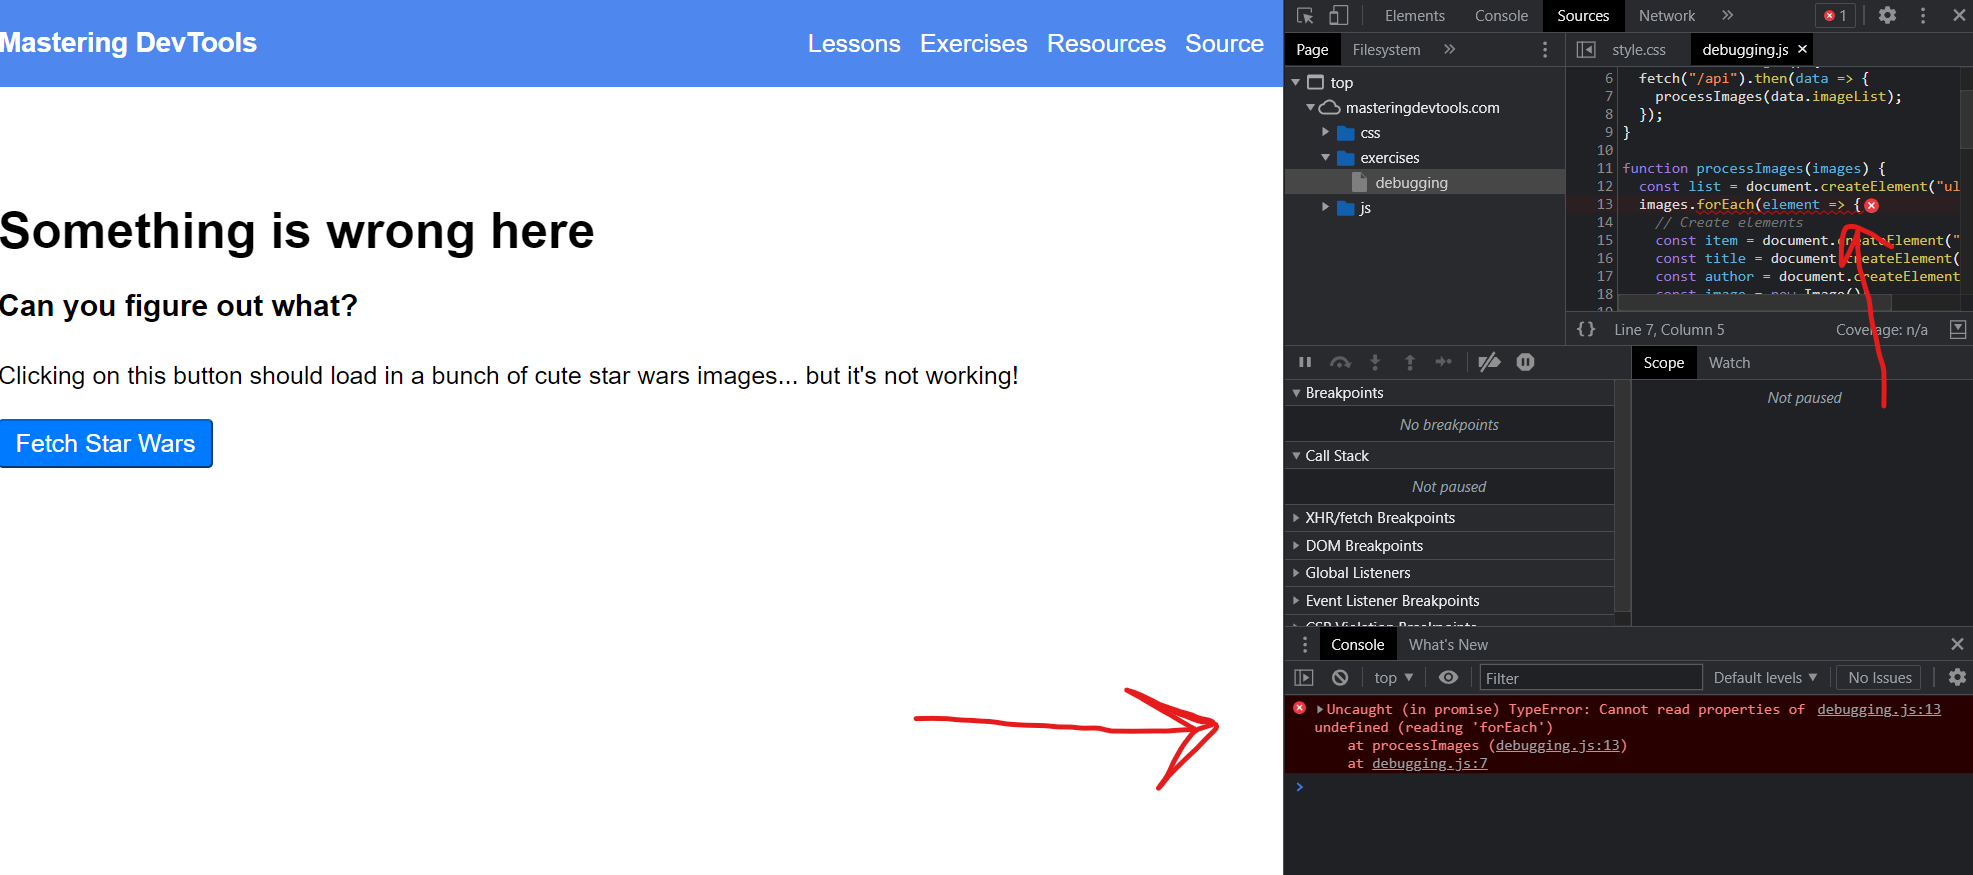 Mastering DevTools
Lessons Exercises Resources Source
Something is wrong here
Can you figure out what?
Clicking on this button should load in a bunch of cute star wars images... but it's not working!
Fetch Star Wars
Elements Console Sources Network » 1
Page Filesystem »
top
masteringdevtools.com
css
exercises
debugging
js
style.css debugging.js
6 fetch("/api").then(data => {
7 processImages(data.imageList);
8 });
9 }
10
11 function processImages(images) {
12 const list = document.createElement("ul
13 images.forEach(element => {
14 // Create elements
15 const item = document.createElement("
16 const title = document.createElement(
17 const author = document.createElement
18 const image = new Image()
19
{} Line 7, Column 5 Coverage: n/a
Breakpoints
No breakpoints
Call Stack
Not paused
XHR/fetch Breakpoints
DOM Breakpoints
Global Listeners
Event Listener Breakpoints
CSP Violation Breakpoints
Scope Watch
Not paused
Console What's New
top Filter Default levels No Issues
Uncaught (in promise) TypeError: Cannot read properties of debugging.js:13
undefined (reading 'forEach')
at processImages (debugging.js:13)
at debugging.js:7